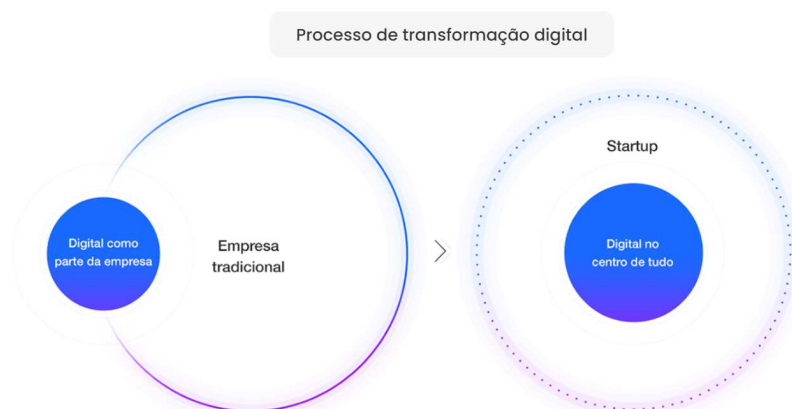 Processo de transformação digital
Digital como
parte da empresa
Empresa
tradicional
Startup
Digital no
centro de tudo